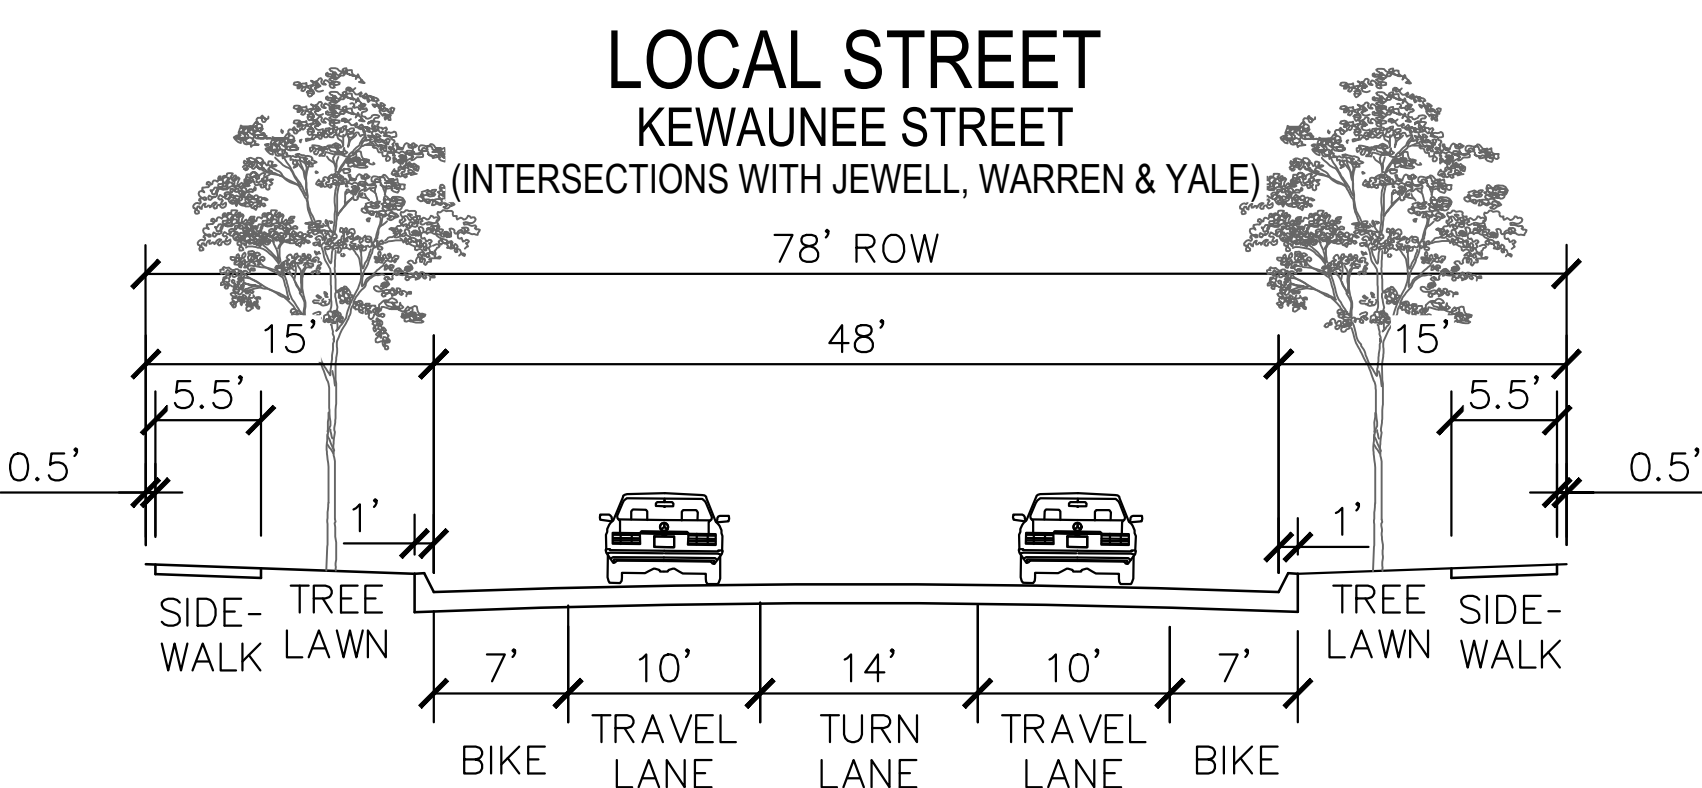 LOCAL STREET
KEWAUNEE STREET
(INTERSECTIONS WITH JEWELL, WARREN & YALE)
78' ROW
15' 48' 15'
5.5' 5.5'
0.5' 0.5'
1' 1'
SIDE-
WALK
TREE
LAWN
TREE
LAWN
SIDE-
WALK
7' 10' 14' 10' 7'
BIKE
TRAVEL
LANE
TURN
LANE
TRAVEL
LANE
BIKE